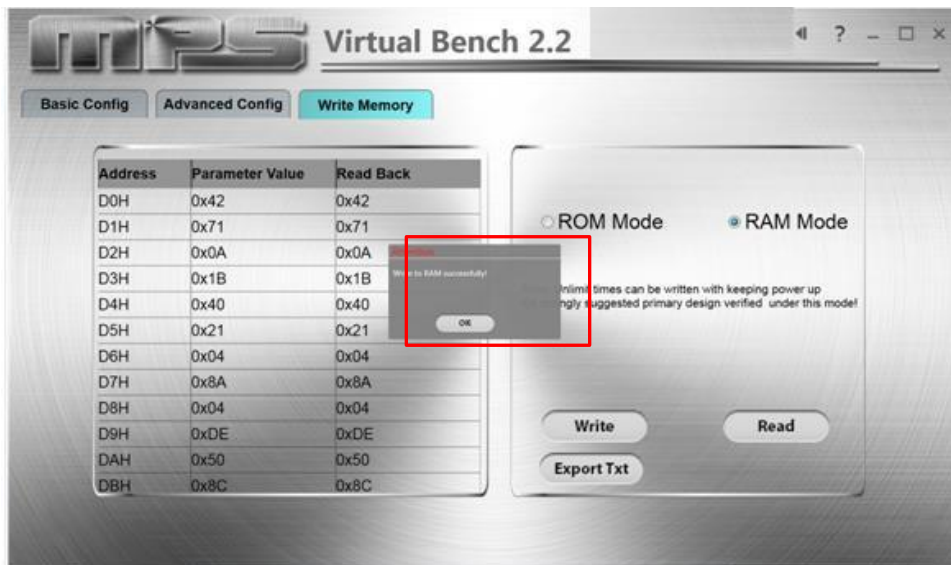 MPS Virtual Bench 2.2
?
Basic Config Advanced Config Write Memory
Address Parameter Value Read Back
D0H 0x42 0x42
D1H 0x71 0x71
D2H 0x0A 0x0A
D3H 0x1B 0x1B
D4H 0x40 0x40
D5H 0x21 0x21
D6H 0x04 0x04
D7H 0x8A 0x8A
D8H 0x04 0x04
D9H 0xDE 0xDE
DAH 0x50 0x50
DBH 0x8C 0x8C
Attention
Write to RAM successfully!
OK
ROM Mode RAM Mode
Unlimit times can be written with keeping power up
suggested primary design verified under this mode!
Write Read
Export Txt